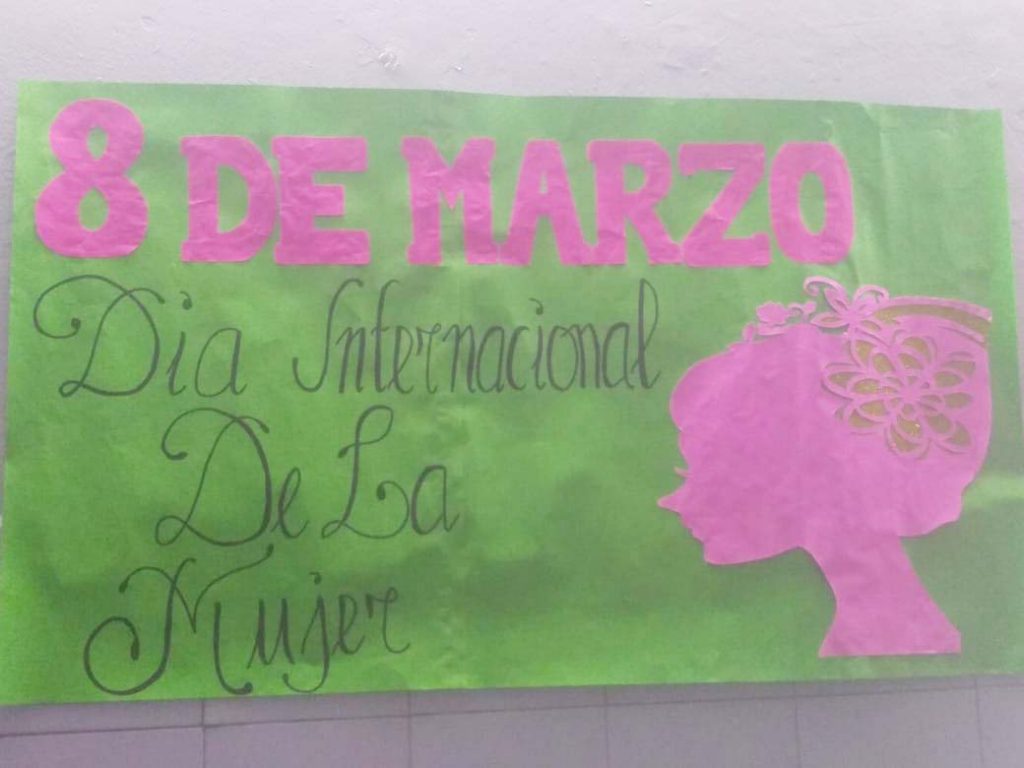 8 DE MARZO
Dia Internacional
De La
Mujer